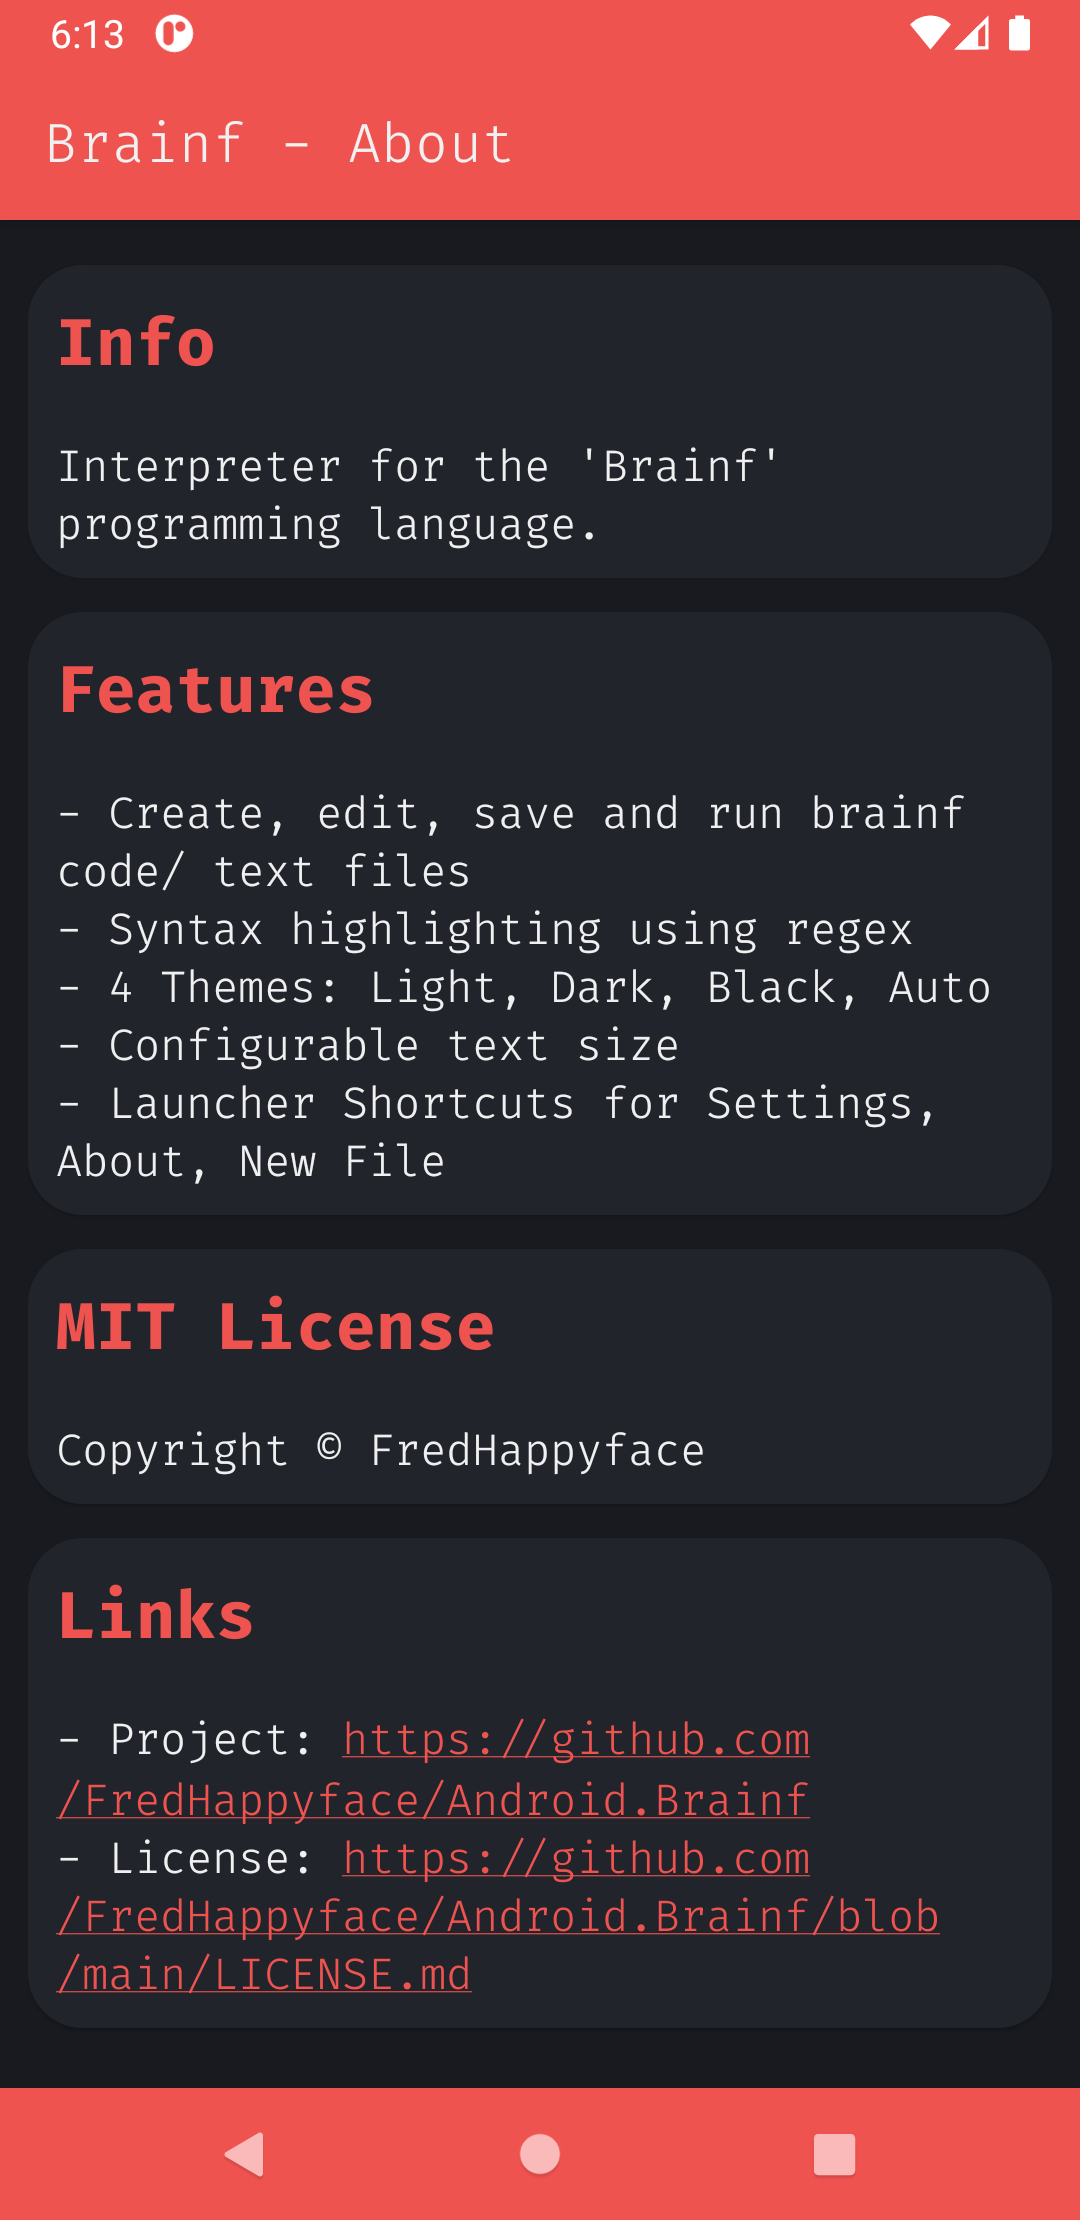 6:13
Brainf - About
Info
Interpreter for the 'Brainf'
programming language.
Features
- Create, edit, save and run brainf
code/ text files
- Syntax highlighting using regex
- 4 Themes: Light, Dark, Black, Auto
- Configurable text size
- Launcher Shortcuts for Settings,
About, New File
MIT License
Copyright © FredHappyface
Links
- Project: https://github.com
/FredHappyface/Android.Brainf
- License: https://github.com
/FredHappyface/Android.Brainf/blob
/main/LICENSE.md